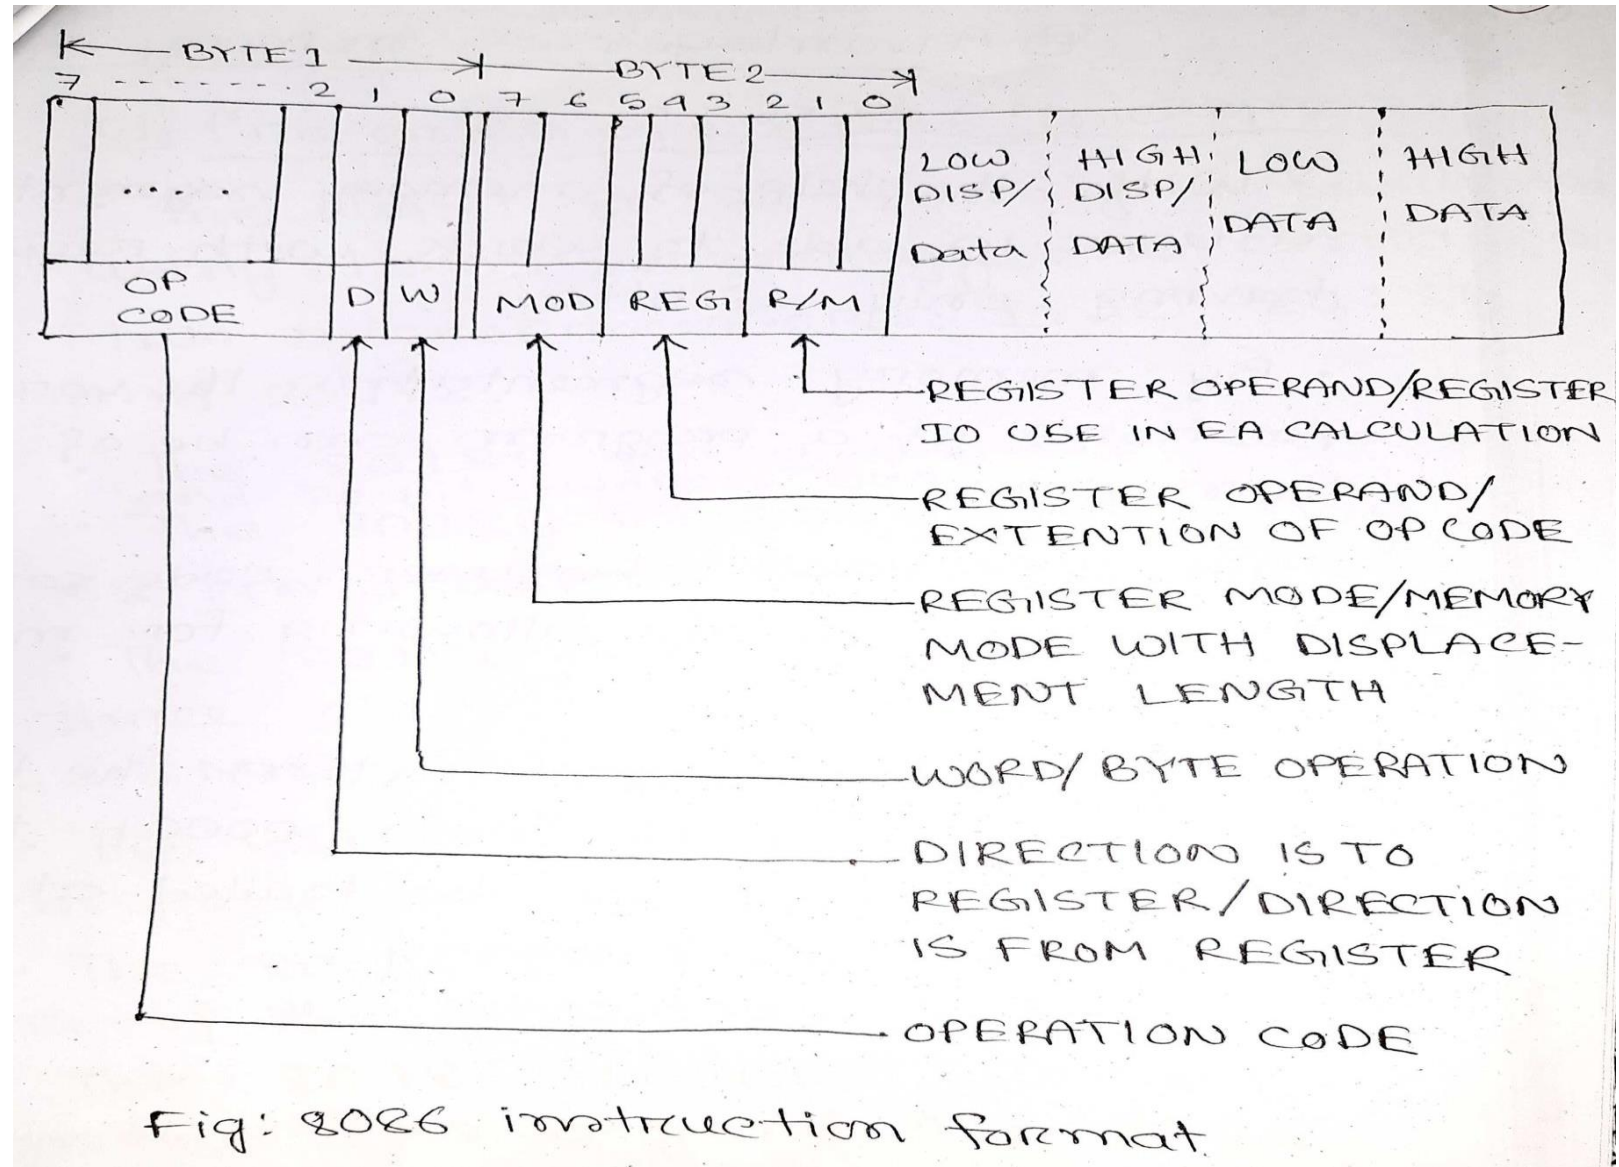 BYTE-1 BYTE 2
7 - - - - - - - - 2 1 0 7 6 5 4 3 2 1 0
...
LOW HIGH LOW HIGH
DISP/ DISP/ DATA DATA
Data DATA
OP CODE D W MOD REG R/M
REGISTER OPERAND/REGISTER
TO USE IN EA CALCULATION
REGISTER OPERAND/
EXTENTION OF OP CODE
REGISTER MODE/MEMORY
MODE WITH DISPLACE-
MENT LENGTH
WORD/BYTE OPERATION
DIRECTION IS TO
REGISTER/DIRECTION
IS FROM REGISTER
OPERATION CODE
Fig: 8086 instruction format